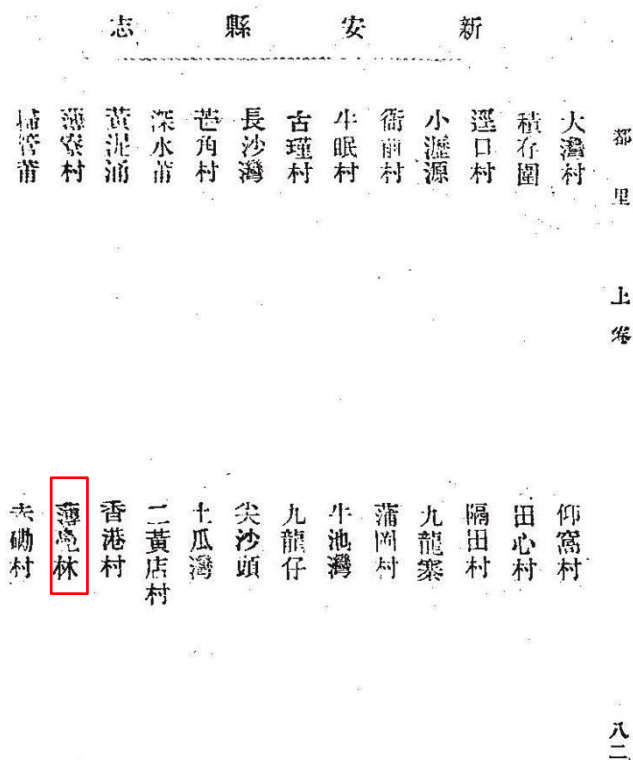 新安縣志
都里 上卷 八二
仰窩村
積存圍 田心村
逕口村 隔田村
小瀝源 九龍寨
衙前村 蒲岡村
牛眠村 牛池灣
古瑾村 九龍仔
長沙灣 尖沙頭
芒角村 土瓜灣
深水莆 二黃店村
黃泥涌 香港村
薄寮村 薄鳧林
掃管莆 赤磡村